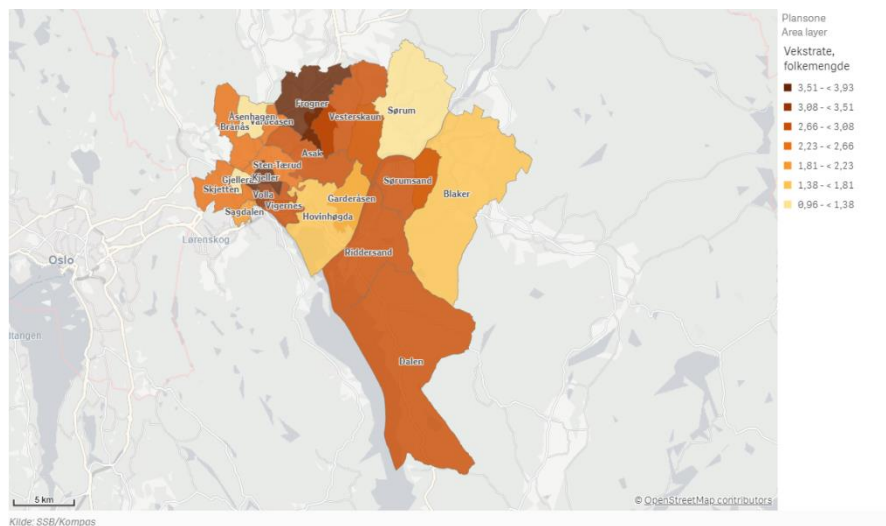 Plansone
Area layer
Vekstrate,
folkemengde
3,51 - < 3,93
3,08 - < 3,51
2,66 - < 3,08
2,23 - < 2,66
1,81 - < 2,23
1,38 - < 1,81
0,96 - < 1,38
Frogner
Sørum
Åsenhagen
Vardeåsen
Branås
Vesterskaun
Asak
Sten-Tærud
Kjeller
Gjellerås
Skjetten
Volla
Vigernes
Sagdalen
Sørumsand
Blaker
Garderåsen
Hovinhøgda
Lørenskog
Oslo
Riddersand
Dalen
5 km
© OpenStreetMap contributors
Kilde: SSB/Kompas